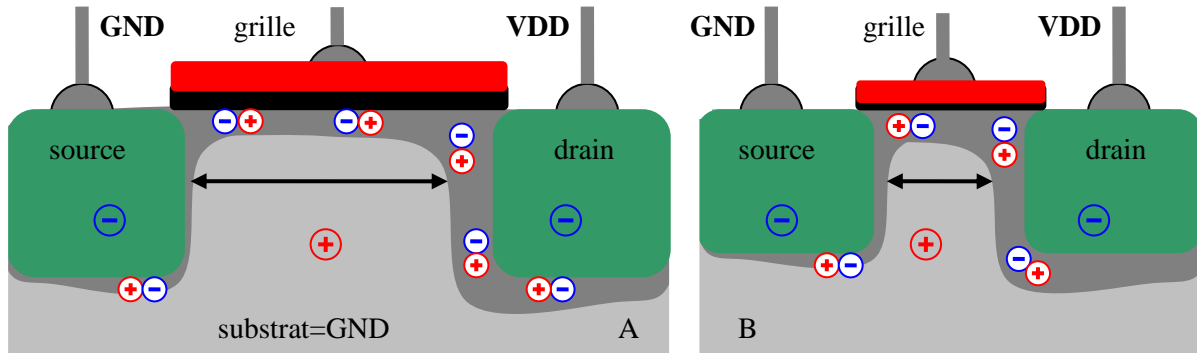 GND
grille
VDD
source
drain
substrat=GND
A
GND
grille
VDD
source
drain
B